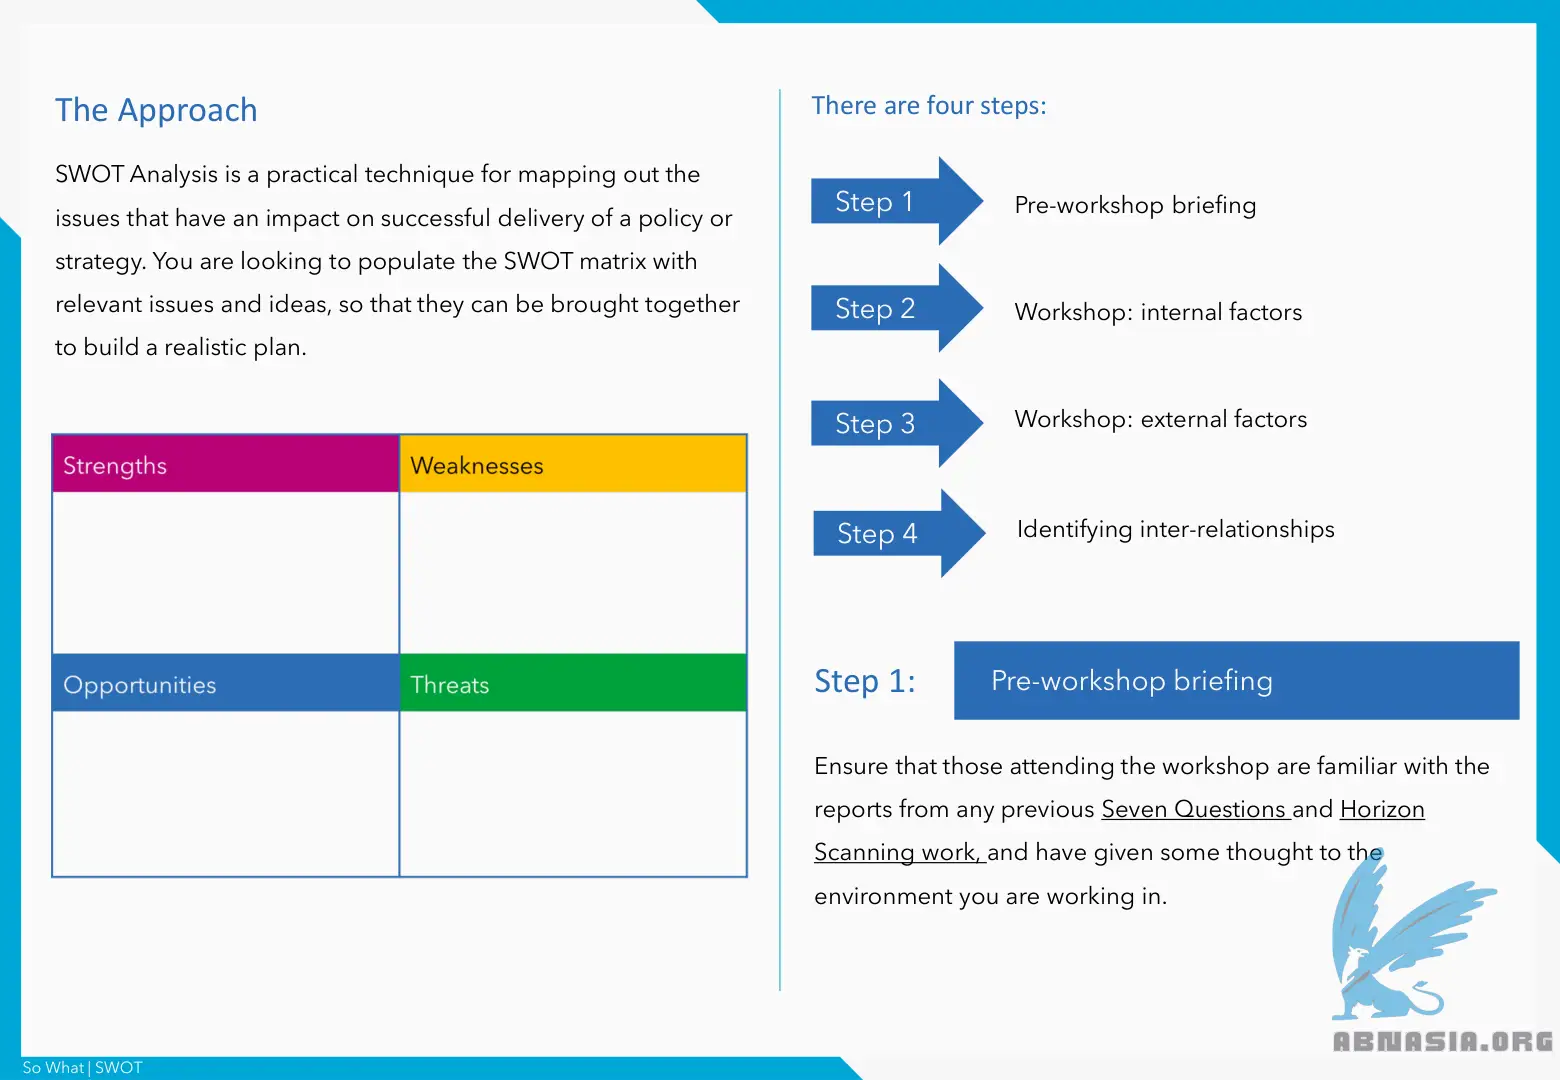 The Approach
SWOT Analysis is a practical technique for mapping out the
issues that have an impact on successful delivery of a policy or
strategy. You are looking to populate the SWOT matrix with
relevant issues and ideas, so that they can be brought together
to build a realistic plan.
Strengths
Weaknesses
Opportunities
Threats
There are four steps:
Step 1
Pre-workshop briefing
Step 2
Workshop: internal factors
Step 3
Workshop: external factors
Step 4
Identifying inter-relationships
Step 1:
Pre-workshop briefing
Ensure that those attending the workshop are familiar with the
reports from any previous Seven Questions and Horizon
Scanning work, and have given some thought to the
environment you are working in.
ABNASIA.ORG
So What | SWOT